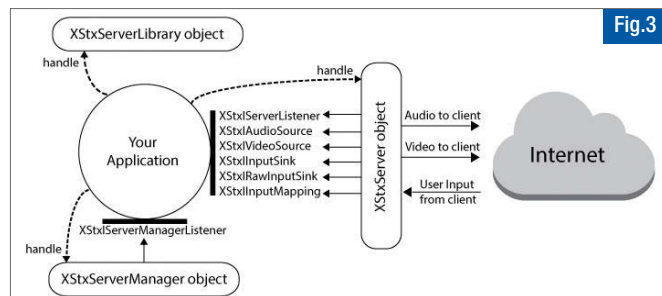 Fig.3
XStxServerLibrary object
handle
handle
Your
Application
XStxIServerListener
XStxIAudioSource
XStxIVideoSource
XStxIInputSink
XStxIRawInputSink
XStxIInputMapping
XStxServer object
Audio to client
Video to client
User Input
from client
Internet
XStxIServerManagerListener
handle
XStxServerManager object